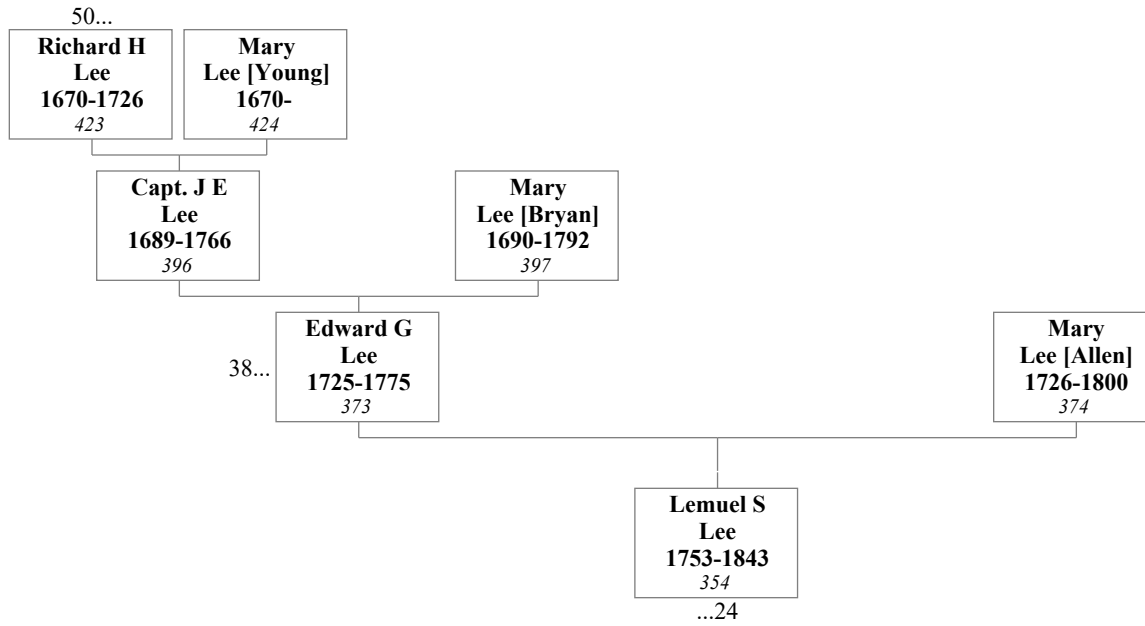 50...
Richard H
Lee
1670-1726
423
Mary
Lee [Young]
1670-
424
Capt. J E
Lee
1689-1766
396
Mary
Lee [Bryan]
1690-1792
397
38...
Edward G
Lee
1725-1775
373
Mary
Lee [Allen]
1726-1800
374
Lemuel S
Lee
1753-1843
354
...24